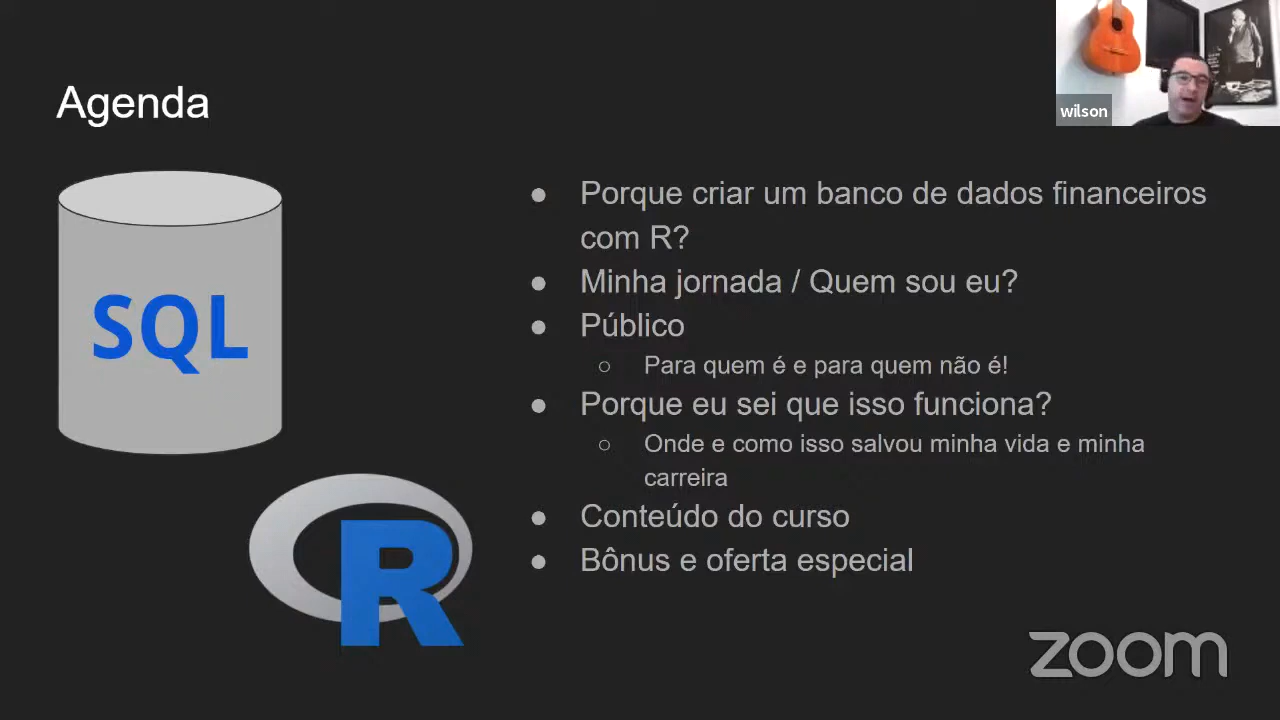 Agenda
wilson
SQL
R
Porque criar um banco de dados financeiros
com R?
Minha jornada / Quem sou eu?
Público
Para quem é e para quem não é!
Porque eu sei que isso funciona?
Onde e como isso salvou minha vida e minha
carreira
Conteúdo do curso
Bônus e oferta especial
zoom